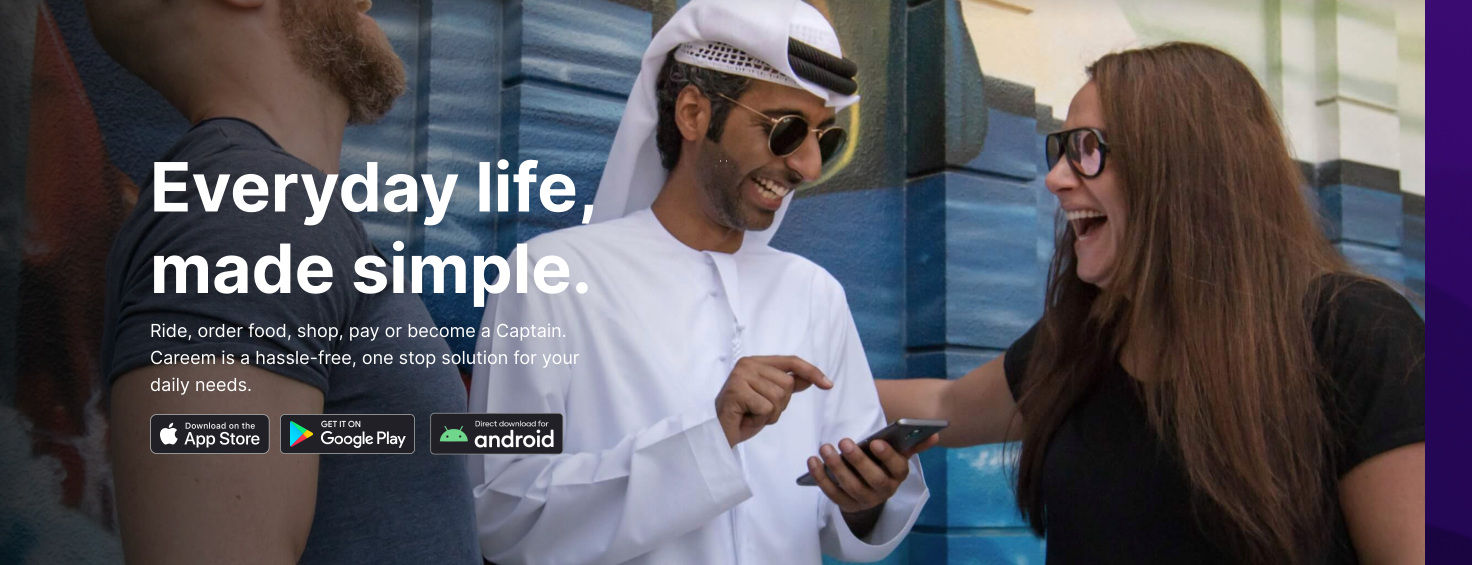 Everyday life,
made simple.
Ride, order food, shop, pay or become a Captain.
Careem is a hassle-free, one stop solution for your
daily needs.
Download on the
App Store
GET IT ON
Google Play
Direct download for
android